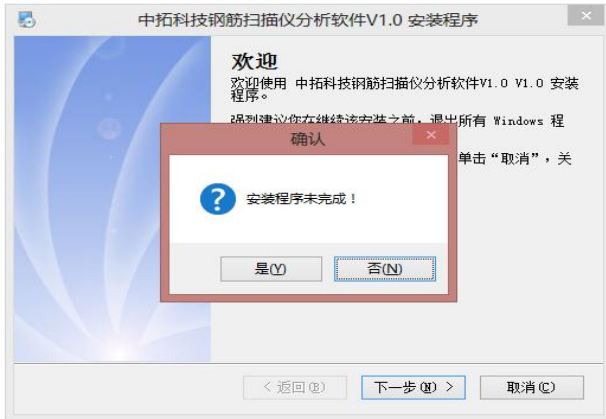 中拓科技钢筋扫描仪分析软件V1.0 安装程序
欢迎
欢迎使用 中拓科技钢筋扫描仪分析软件V1.0 V1.0 安装
程序。
强烈建议你在继续该安装之前，退出所有 Windows 程
单击“取消”，关
确认
安装程序未完成！
是(Y)
否(N)
< 返回(B)
下一步(N) >
取消(C)